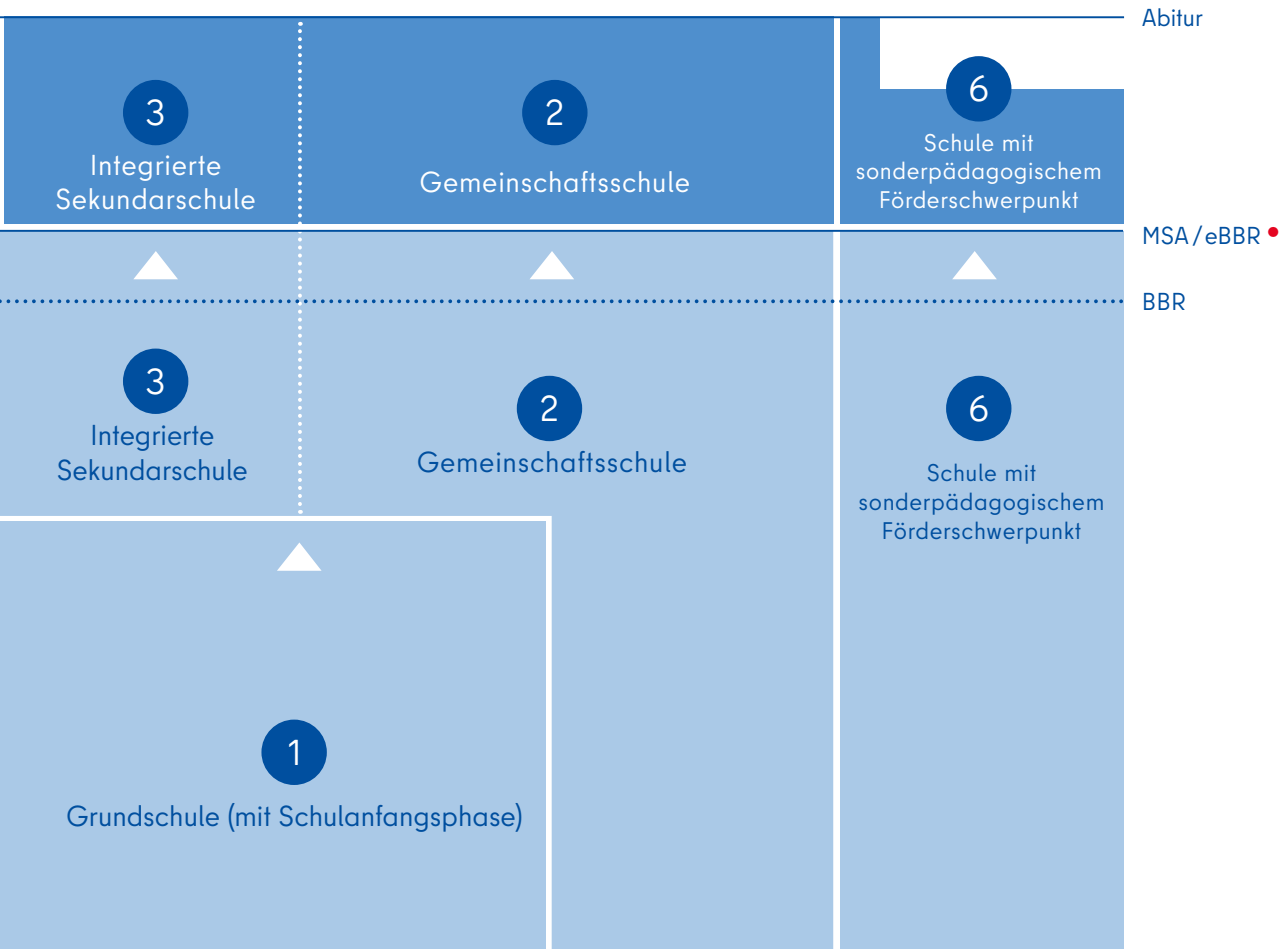 Abitur
3
Integrierte
Sekundarschule
2
Gemeinschaftsschule
6
Schule mit
sonderpädagogischem
Förderschwerpunkt
MSA/eBBR
BBR
3
Integrierte
Sekundarschule
2
Gemeinschaftsschule
6
Schule mit
sonderpädagogischem
Förderschwerpunkt
1
Grundschule (mit Schulanfangsphase)